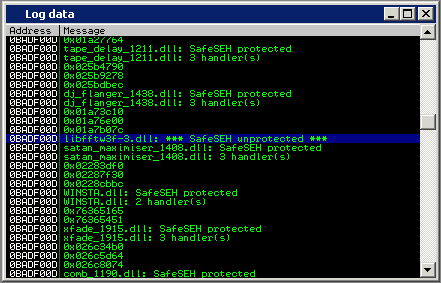 Log data
Address Message
0BADF00D 0x01a27764
0BADF00D tape_delay_1211.dll: SafeSEH protected
0BADF00D tape_delay_1211.dll: 3 handler(s)
0BADF00D 0x025b4790
0BADF00D 0x025b9278
0BADF00D 0x025bdbec
0BADF00D dj_flanger_1438.dll: SafeSEH protected
0BADF00D dj_flanger_1438.dll: 3 handler(s)
0BADF00D 0x01a73c10
0BADF00D 0x01a76e00
0BADF00D 0x01a7b07c
0BADF00D libfftw3f-3.dll: *** SafeSEH unprotected ***
0BADF00D satan_maximiser_1408.dll: SafeSEH protected
0BADF00D satan_maximiser_1408.dll: 3 handler(s)
0BADF00D 0x02283df0
0BADF00D 0x02287f30
0BADF00D 0x0228cbbc
0BADF00D WINSTA.dll: SafeSEH protected
0BADF00D WINSTA.dll: 2 handler(s)
0BADF00D 0x76365165
0BADF00D 0x76365451
0BADF00D xfade_1915.dll: SafeSEH protected
0BADF00D xfade_1915.dll: 3 handler(s)
0BADF00D 0x026c34b0
0BADF00D 0x026c5d64
0BADF00D 0x026c8074
0BADF00D comb_1190.dll: SafeSEH protected